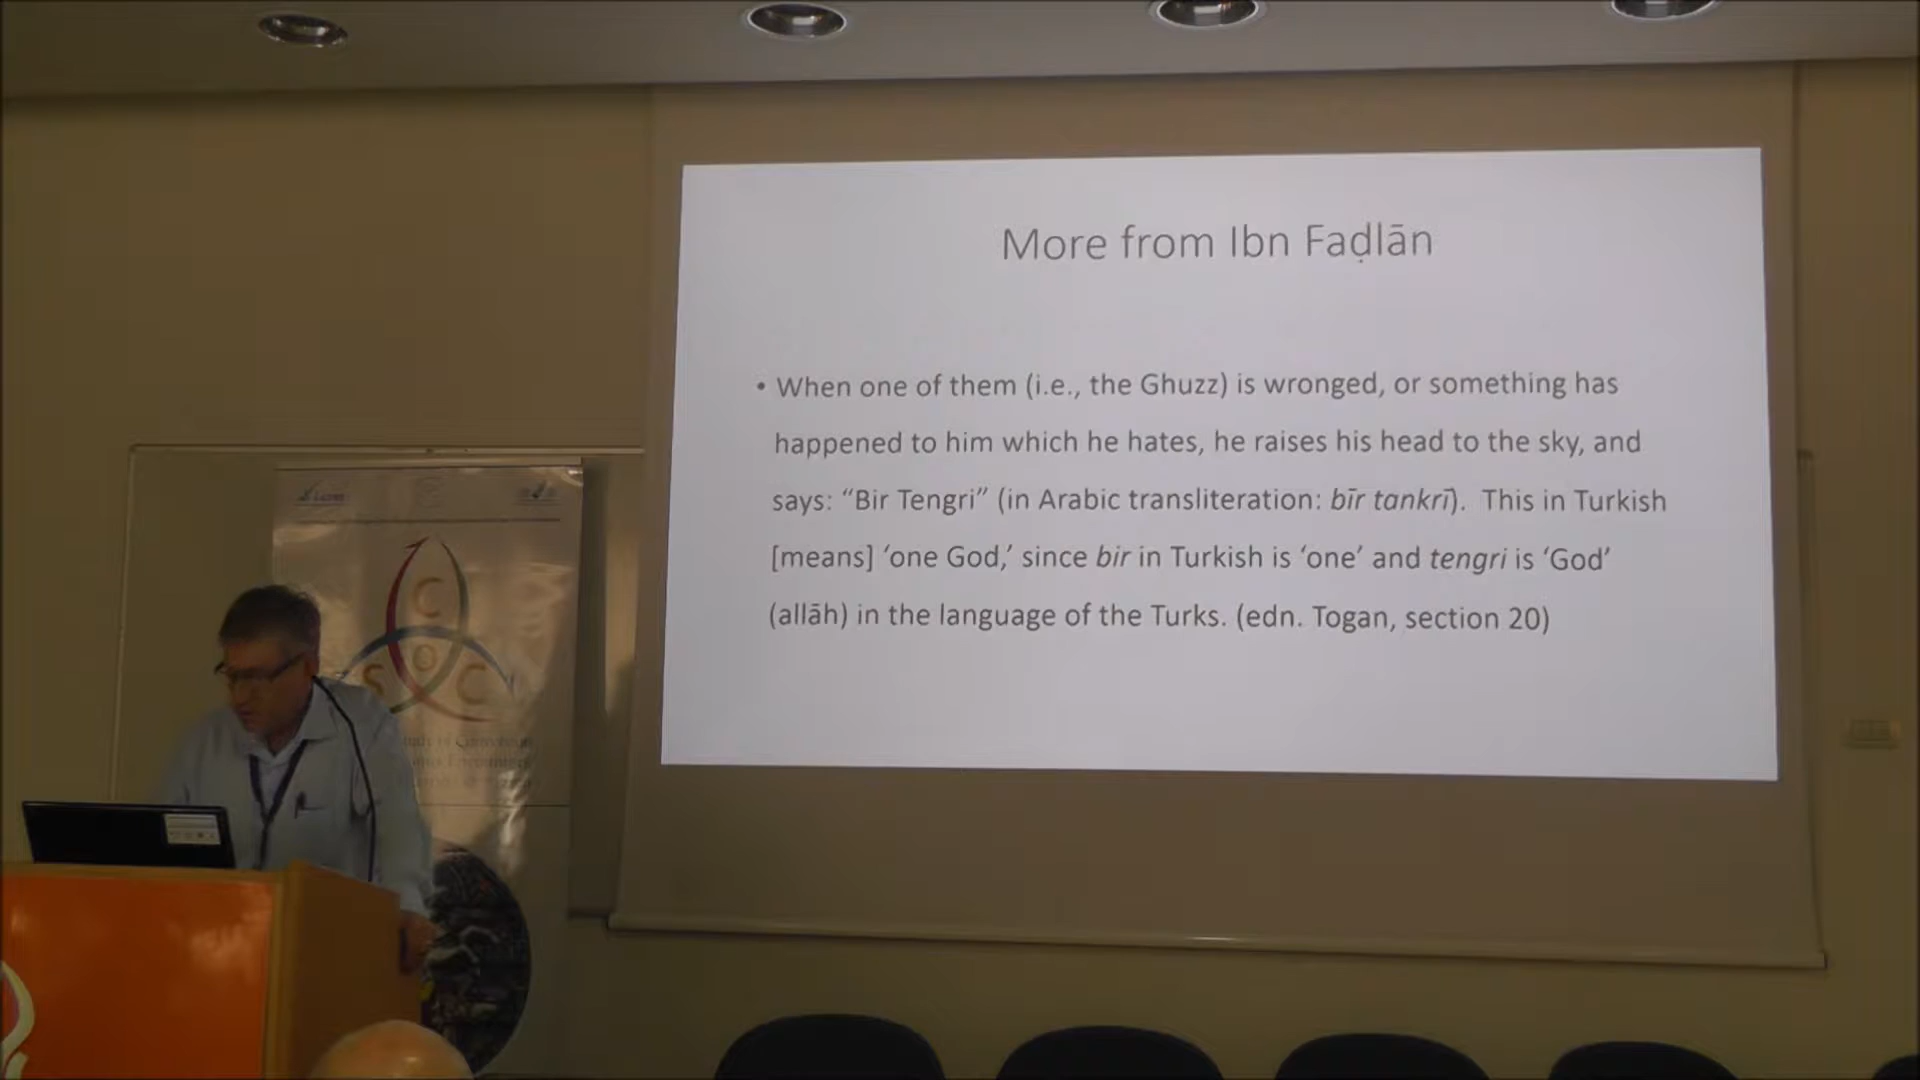 More from Ibn Faḍlān
• When one of them (i.e., the Ghuzz) is wronged, or something has
happened to him which he hates, he raises his head to the sky, and
says: “Bir Tengri” (in Arabic transliteration: bīr tankrī). This in Turkish
[means] ‘one God,’ since bir in Turkish is ‘one’ and tengri is ‘God’
(allāh) in the language of the Turks. (edn. Togan, section 20)
C
S O C